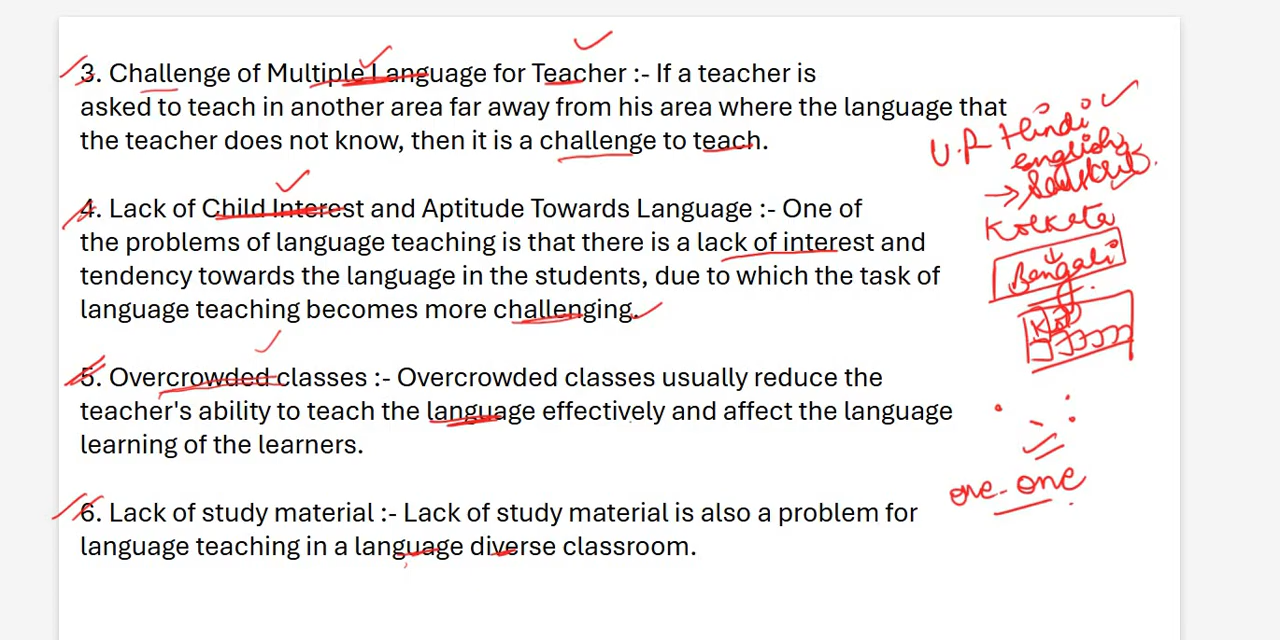 3. Challenge of Multiple Language for Teacher :- If a teacher is
asked to teach in another area far away from his area where the language that
the teacher does not know, then it is a challenge to teach.
4. Lack of Child Interest and Aptitude Towards Language :- One of
the problems of language teaching is that there is a lack of interest and
tendency towards the language in the students, due to which the task of
language teaching becomes more challenging.
5. Overcrowded classes :- Overcrowded classes usually reduce the
teacher's ability to teach the language effectively and affect the language
learning of the learners.
6. Lack of study material :- Lack of study material is also a problem for
language teaching in a language diverse classroom.
U.P Hindi
english
Kolketa
Bengali
one-one